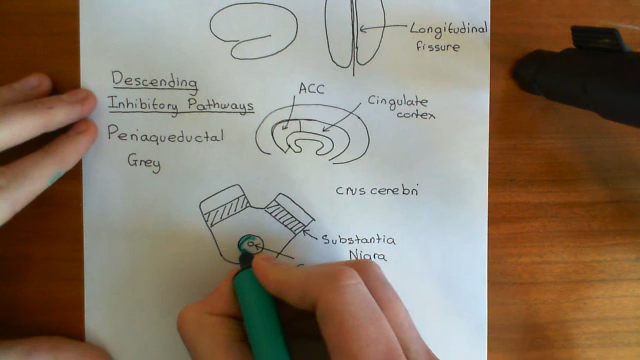 Longitudinal
fissure
Descending
Inhibitory Pathways
Periaqueductal
Grey
ACC
Cingulate
cortex
crus cerebri
Substantia
Nigra